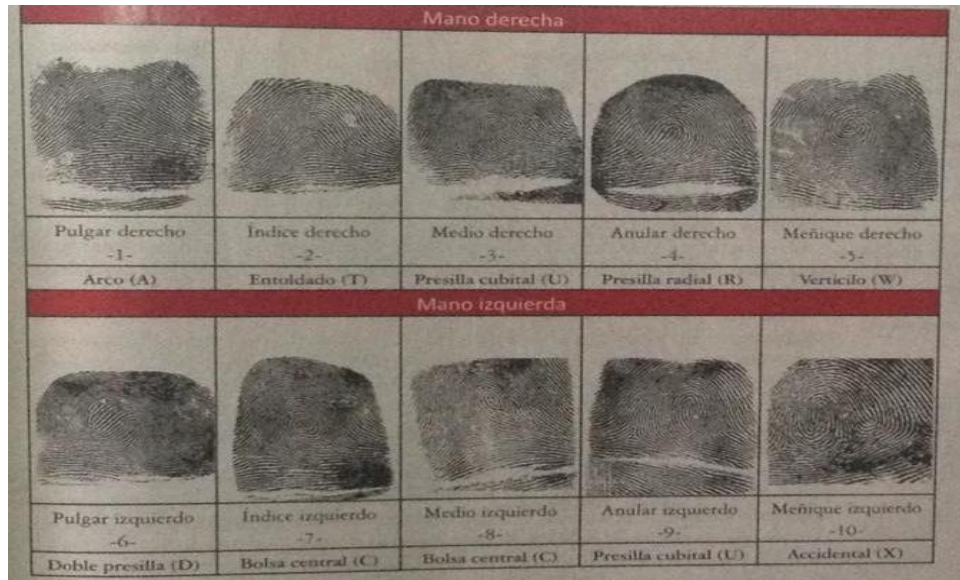 Mano derecha
Pulgar derecho Índice derecho Medio derecho Anular derecho Meñique derecho
-1- -2- -3- -4- -5-
Arco (A) Entoldado (T) Presilla cubital (U) Presilla radial (R) Verticilo (W)
Mano izquierda
Pulgar izquierdo Índice izquierdo Medio izquierdo Anular izquierdo Meñique izquierdo
-6- -7- -8- -9- -10-
Doble presilla (D) Bolsa central (C) Bolsa central (C) Presilla cubital (U) Accidental (X)